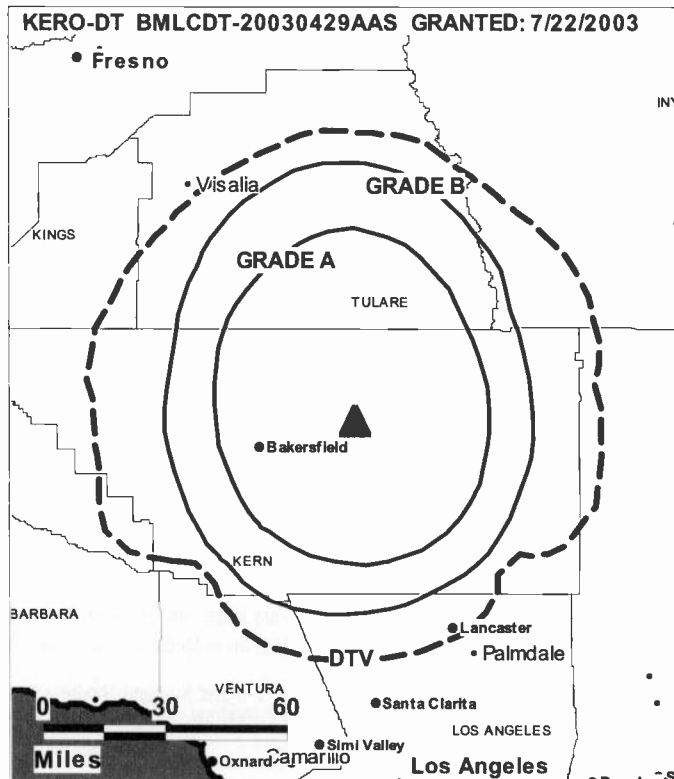 KERO-DT BMLCDT-20030429AAS GRANTED: 7/22/2003
Fresno
Visalia
GRADE B
KINGS
GRADE A
TULARE
Bakersfield
KERN
BARBARA
Lancaster
DTV
Palmdale
VENTURA
0 30 60
Santa Clarita
LOS ANGELES
Simi Valley
Miles
Oxnard
Camarillo
Los Angeles